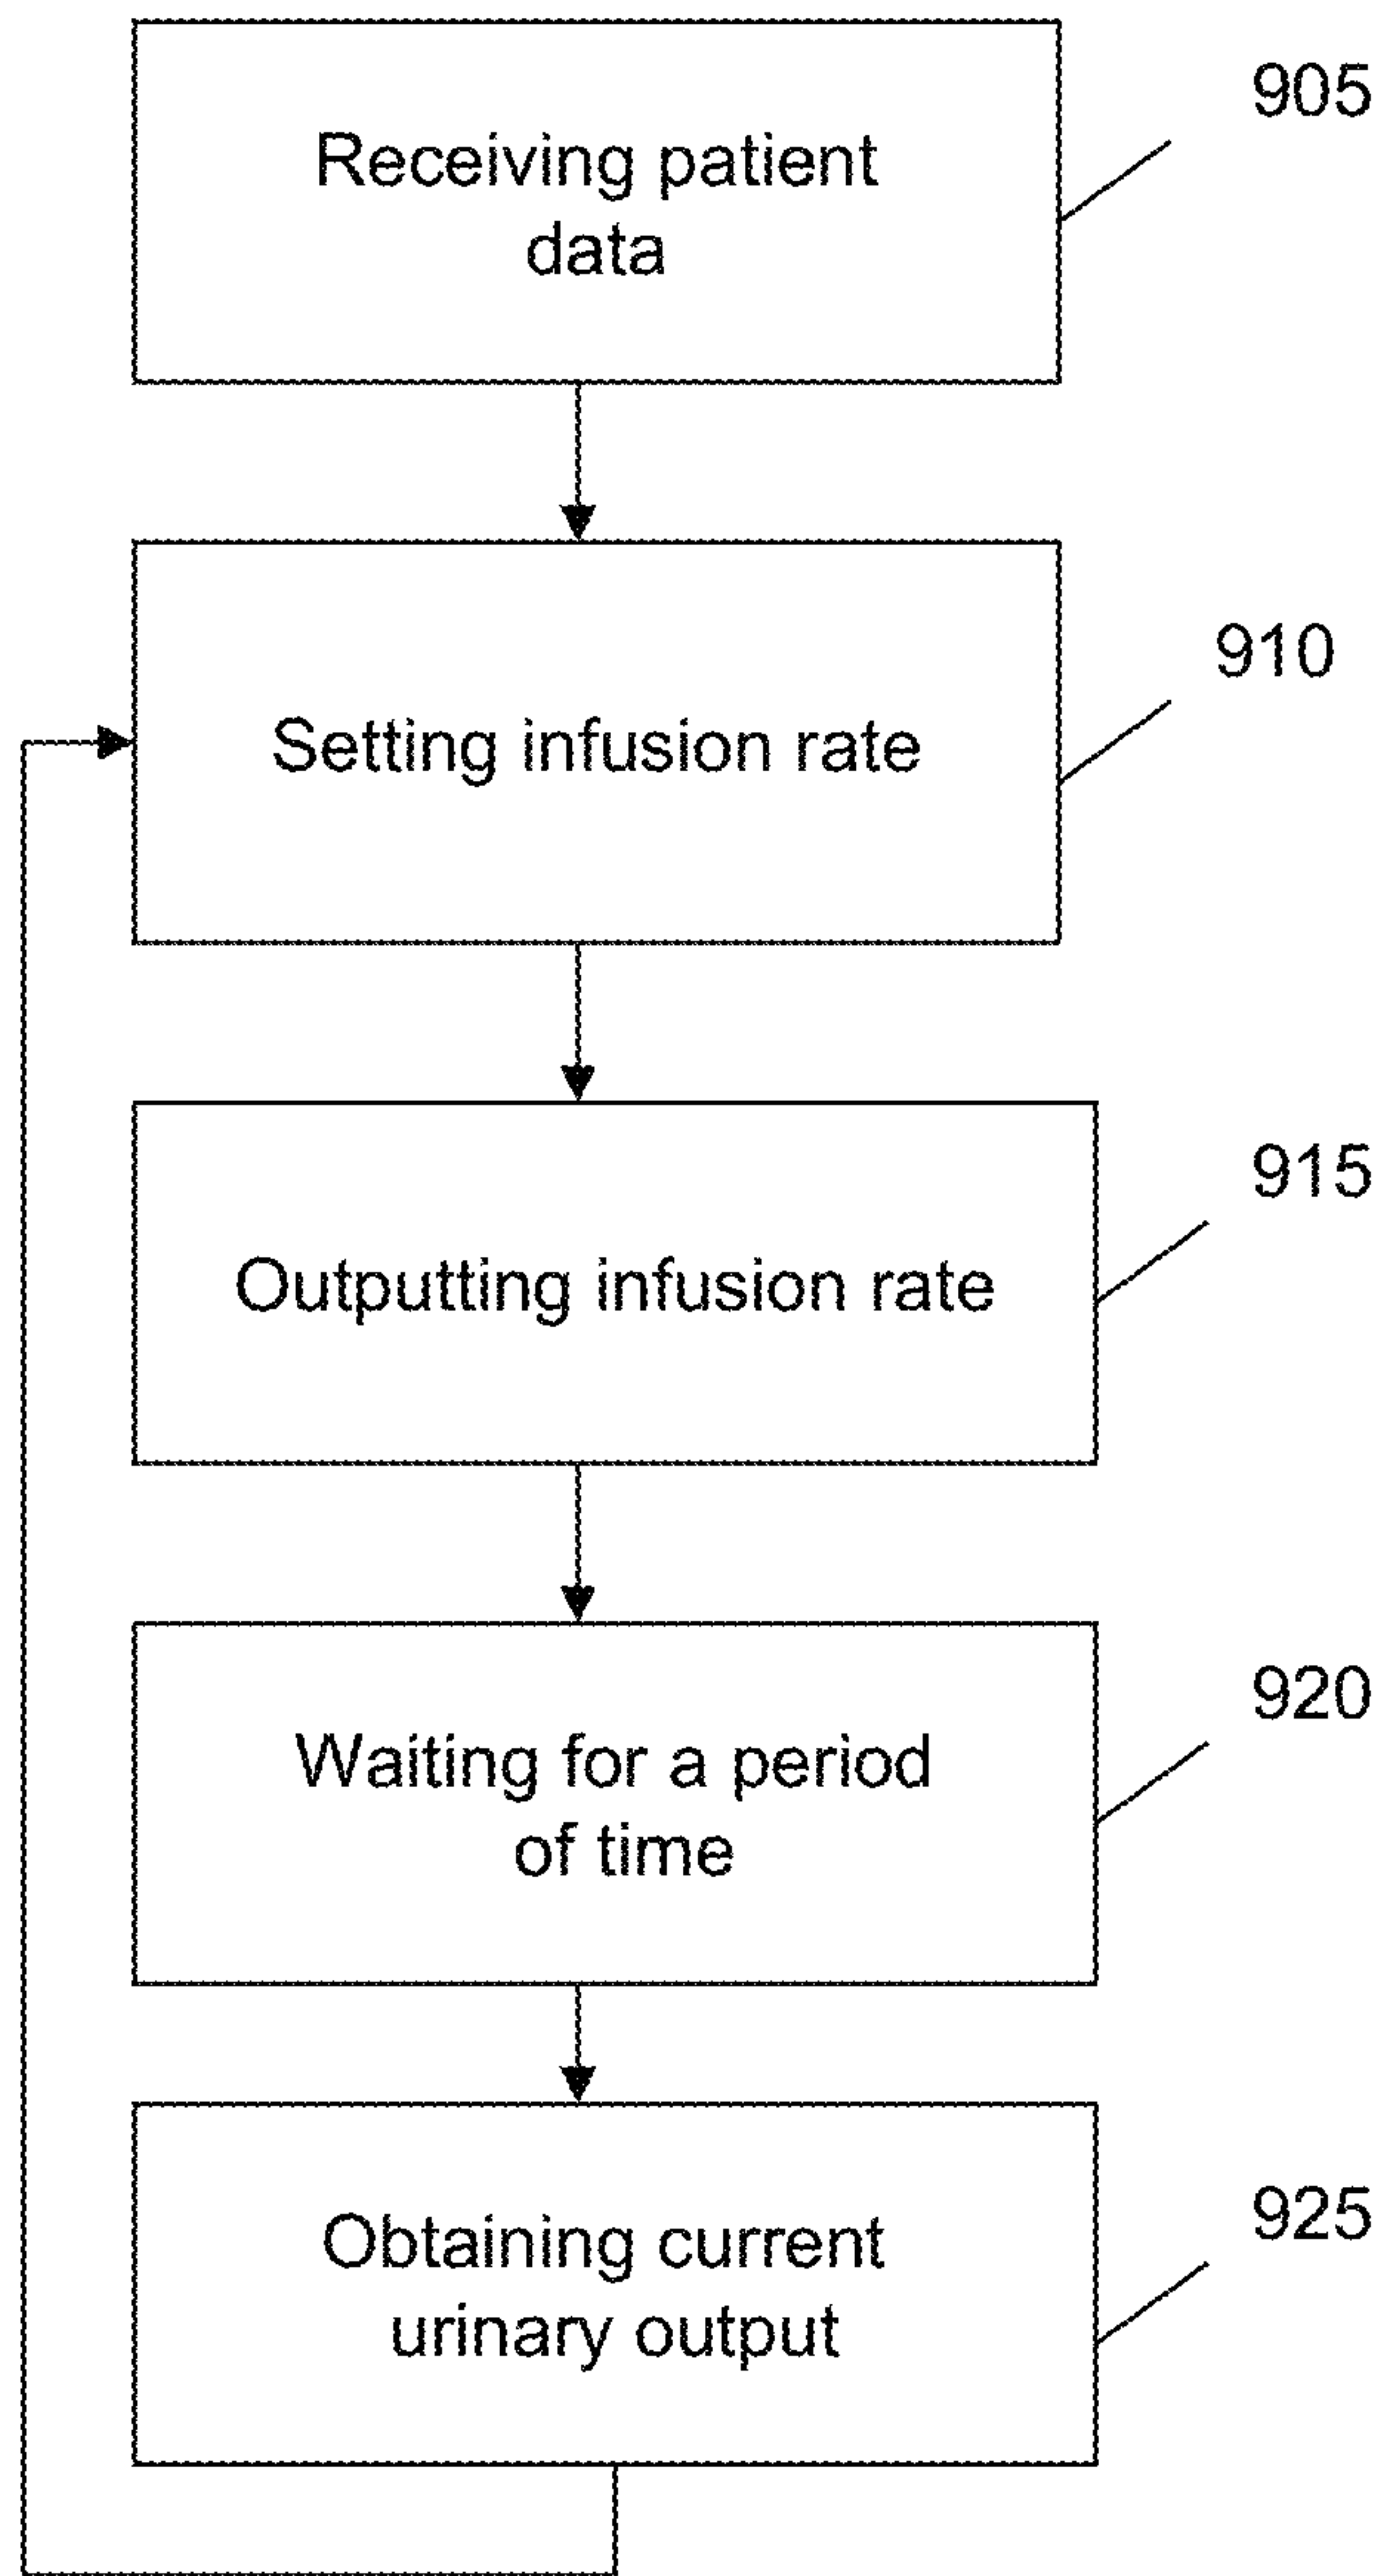 905
Receiving patient
data
910
Setting infusion rate
915
Outputting infusion rate
920
Waiting for a period
of time
925
Obtaining current
urinary output